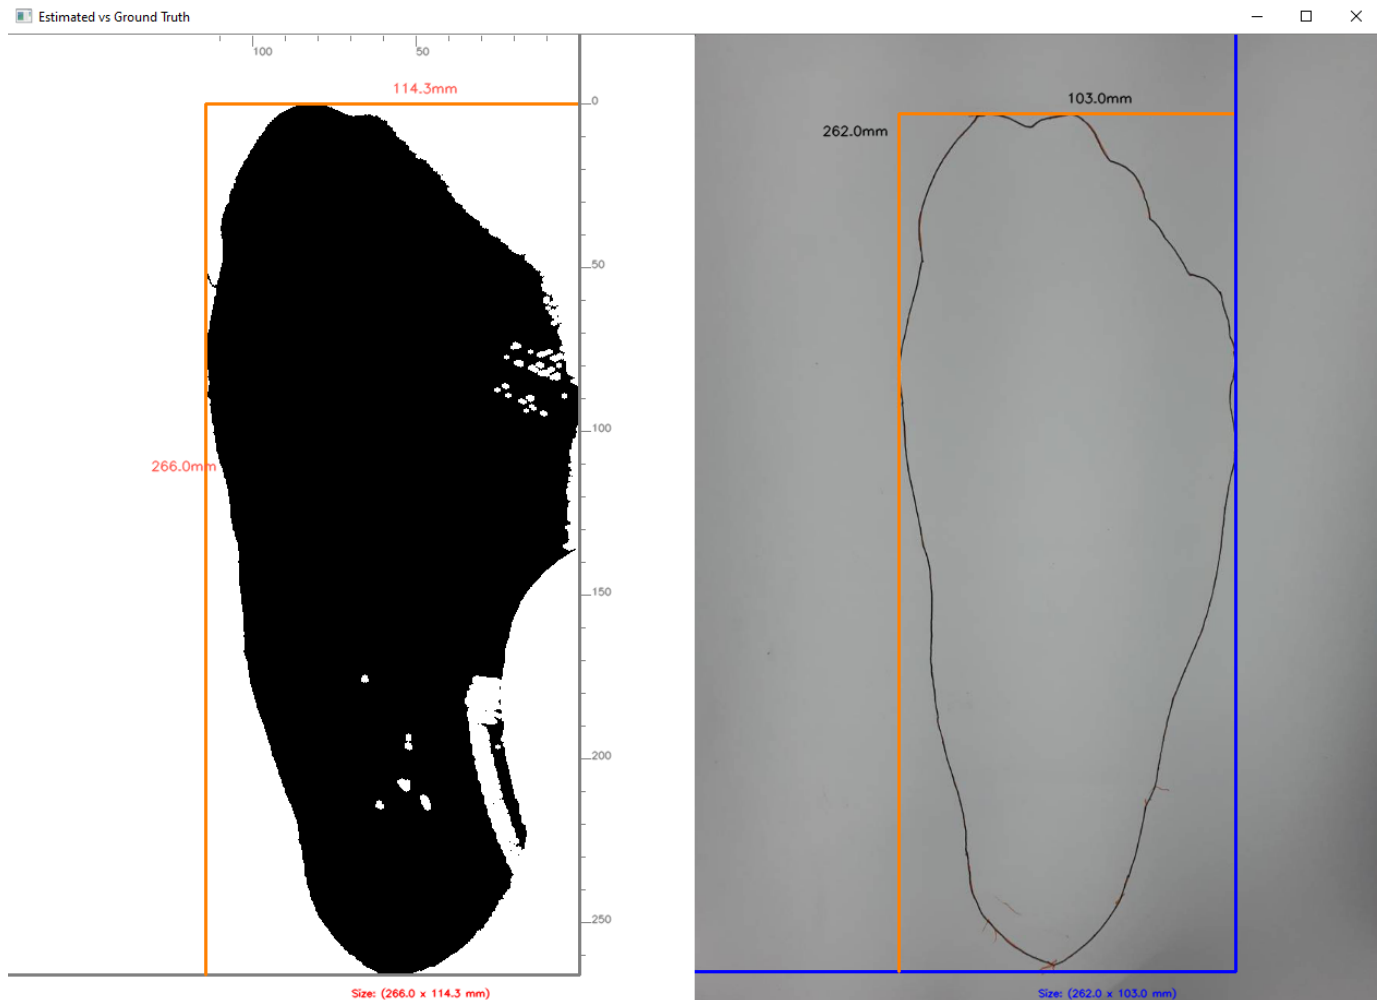 Estimated vs Ground Truth
100
50
114.3mm
0
50
100
150
200
250
266.0mm
Size: (266.0 x 114.3 mm)
103.0mm
262.0mm
Size: (262.0 x 103.0 mm)